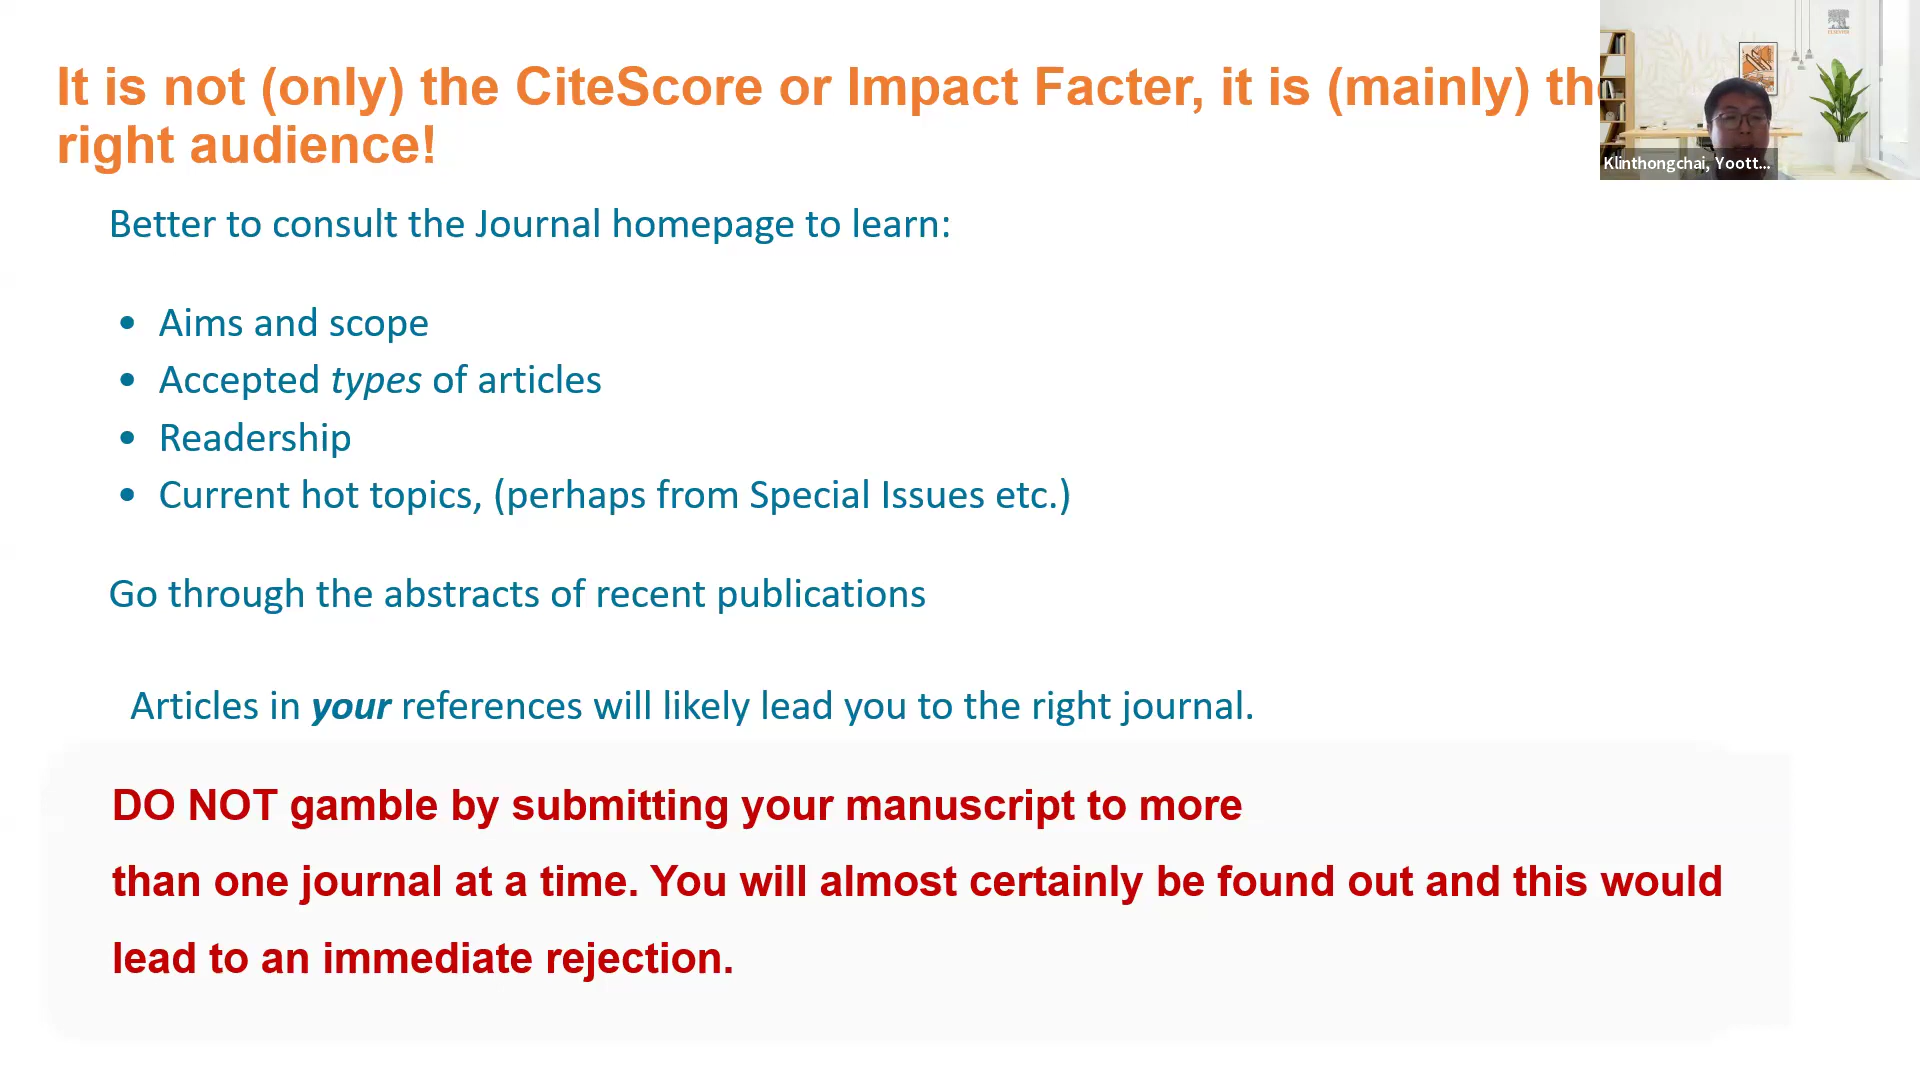 It is not (only) the CiteScore or Impact Facter, it is (mainly) the
right audience!
Klinthongchai, Yoott...
Better to consult the Journal homepage to learn:
• Aims and scope
• Accepted types of articles
• Readership
• Current hot topics, (perhaps from Special Issues etc.)
Go through the abstracts of recent publications
Articles in your references will likely lead you to the right journal.
DO NOT gamble by submitting your manuscript to more
than one journal at a time. You will almost certainly be found out and this would
lead to an immediate rejection.